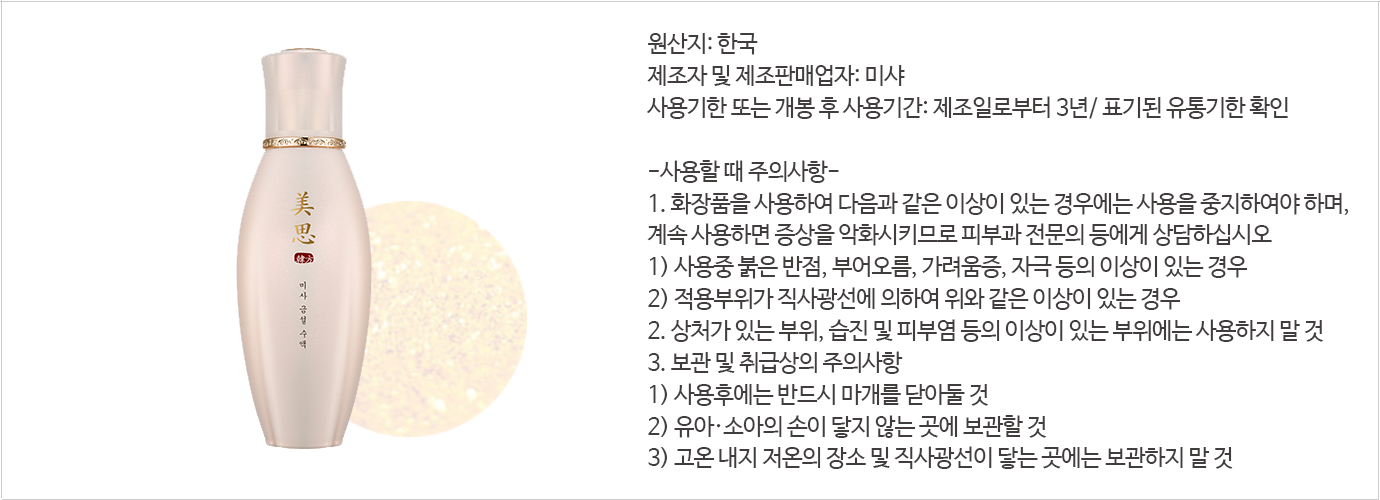 美
思
韓方
미사 금설 수액
원산지: 한국
제조자 및 제조판매업자: 미샤
사용기한 또는 개봉 후 사용기간: 제조일로부터 3년/ 표기된 유통기한 확인
-사용할 때 주의사항-
1. 화장품을 사용하여 다음과 같은 이상이 있는 경우에는 사용을 중지하여야 하며,
계속 사용하면 증상을 악화시키므로 피부과 전문의 등에게 상담하십시오
1) 사용중 붉은 반점, 부어오름, 가려움증, 자극 등의 이상이 있는 경우
2) 적용부위가 직사광선에 의하여 위와 같은 이상이 있는 경우
2. 상처가 있는 부위, 습진 및 피부염 등의 이상이 있는 부위에는 사용하지 말 것
3. 보관 및 취급상의 주의사항
1) 사용후에는 반드시 마개를 닫아둘 것
2) 유아·소아의 손이 닿지 않는 곳에 보관할 것
3) 고온 내지 저온의 장소 및 직사광선이 닿는 곳에는 보관하지 말 것